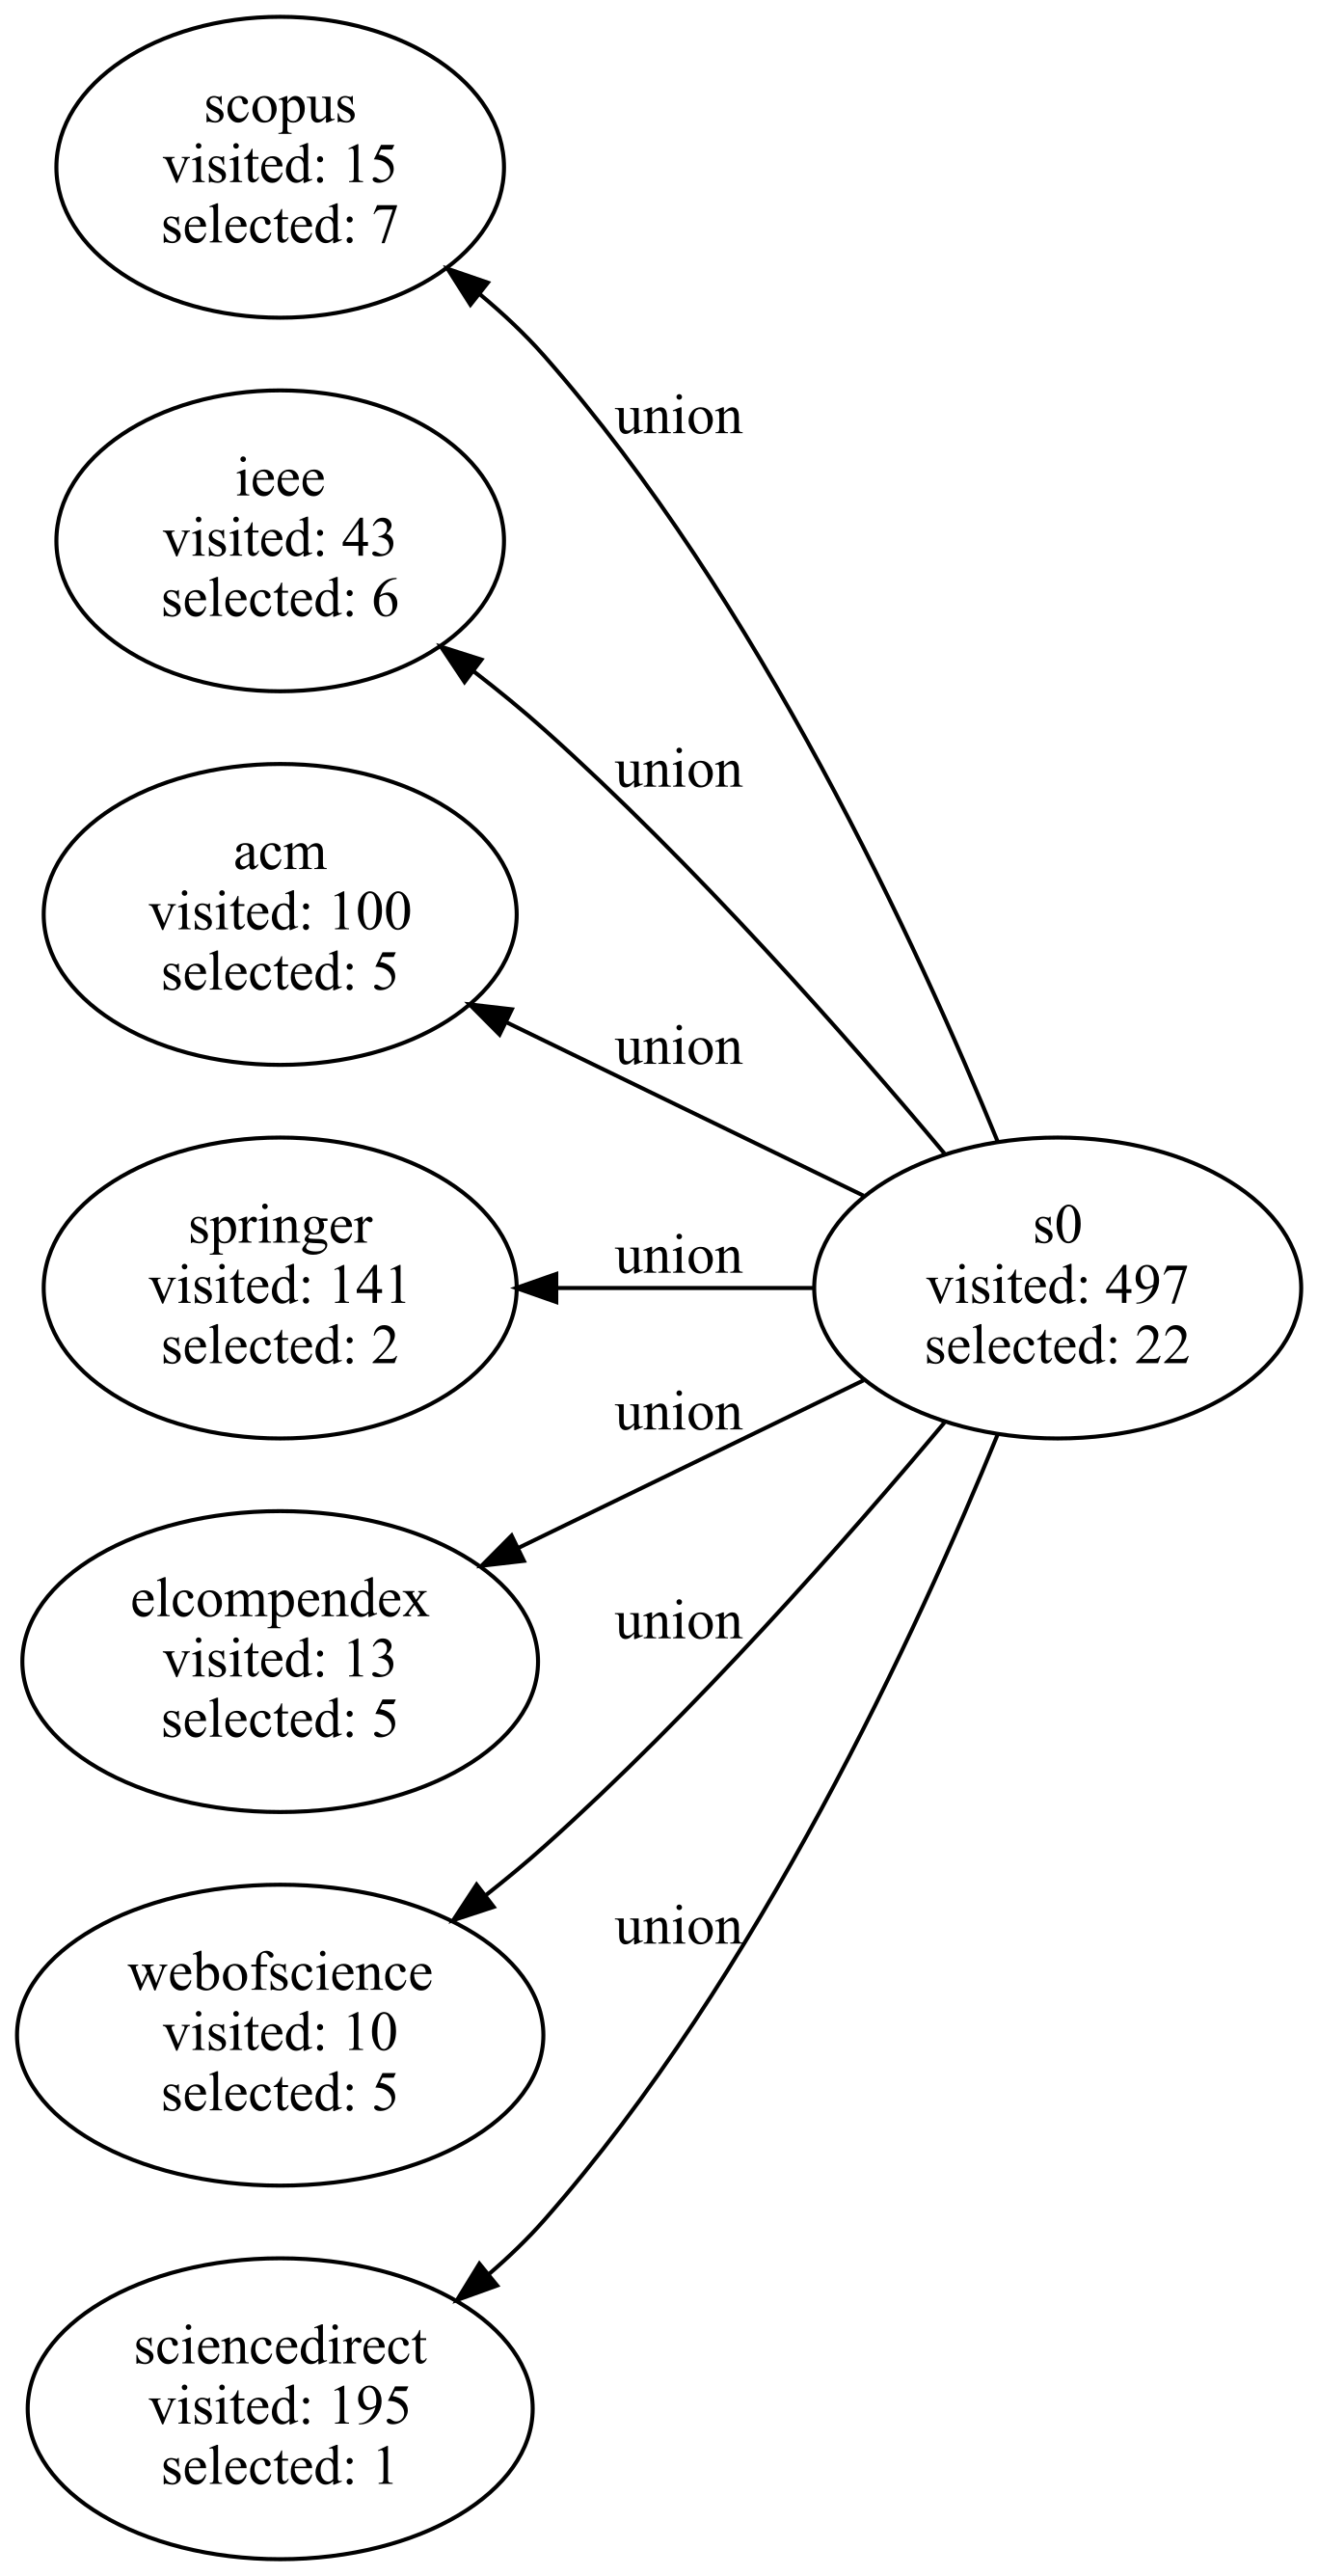 scopus
visited: 15
selected: 7
union
ieee
visited: 43
selected: 6
union
acm
visited: 100
selected: 5
union
springer
visited: 141
selected: 2
union
s0
visited: 497
selected: 22
union
elcompendex
visited: 13
selected: 5
union
webofscience
visited: 10
selected: 5
union
sciencedirect
visited: 195
selected: 1